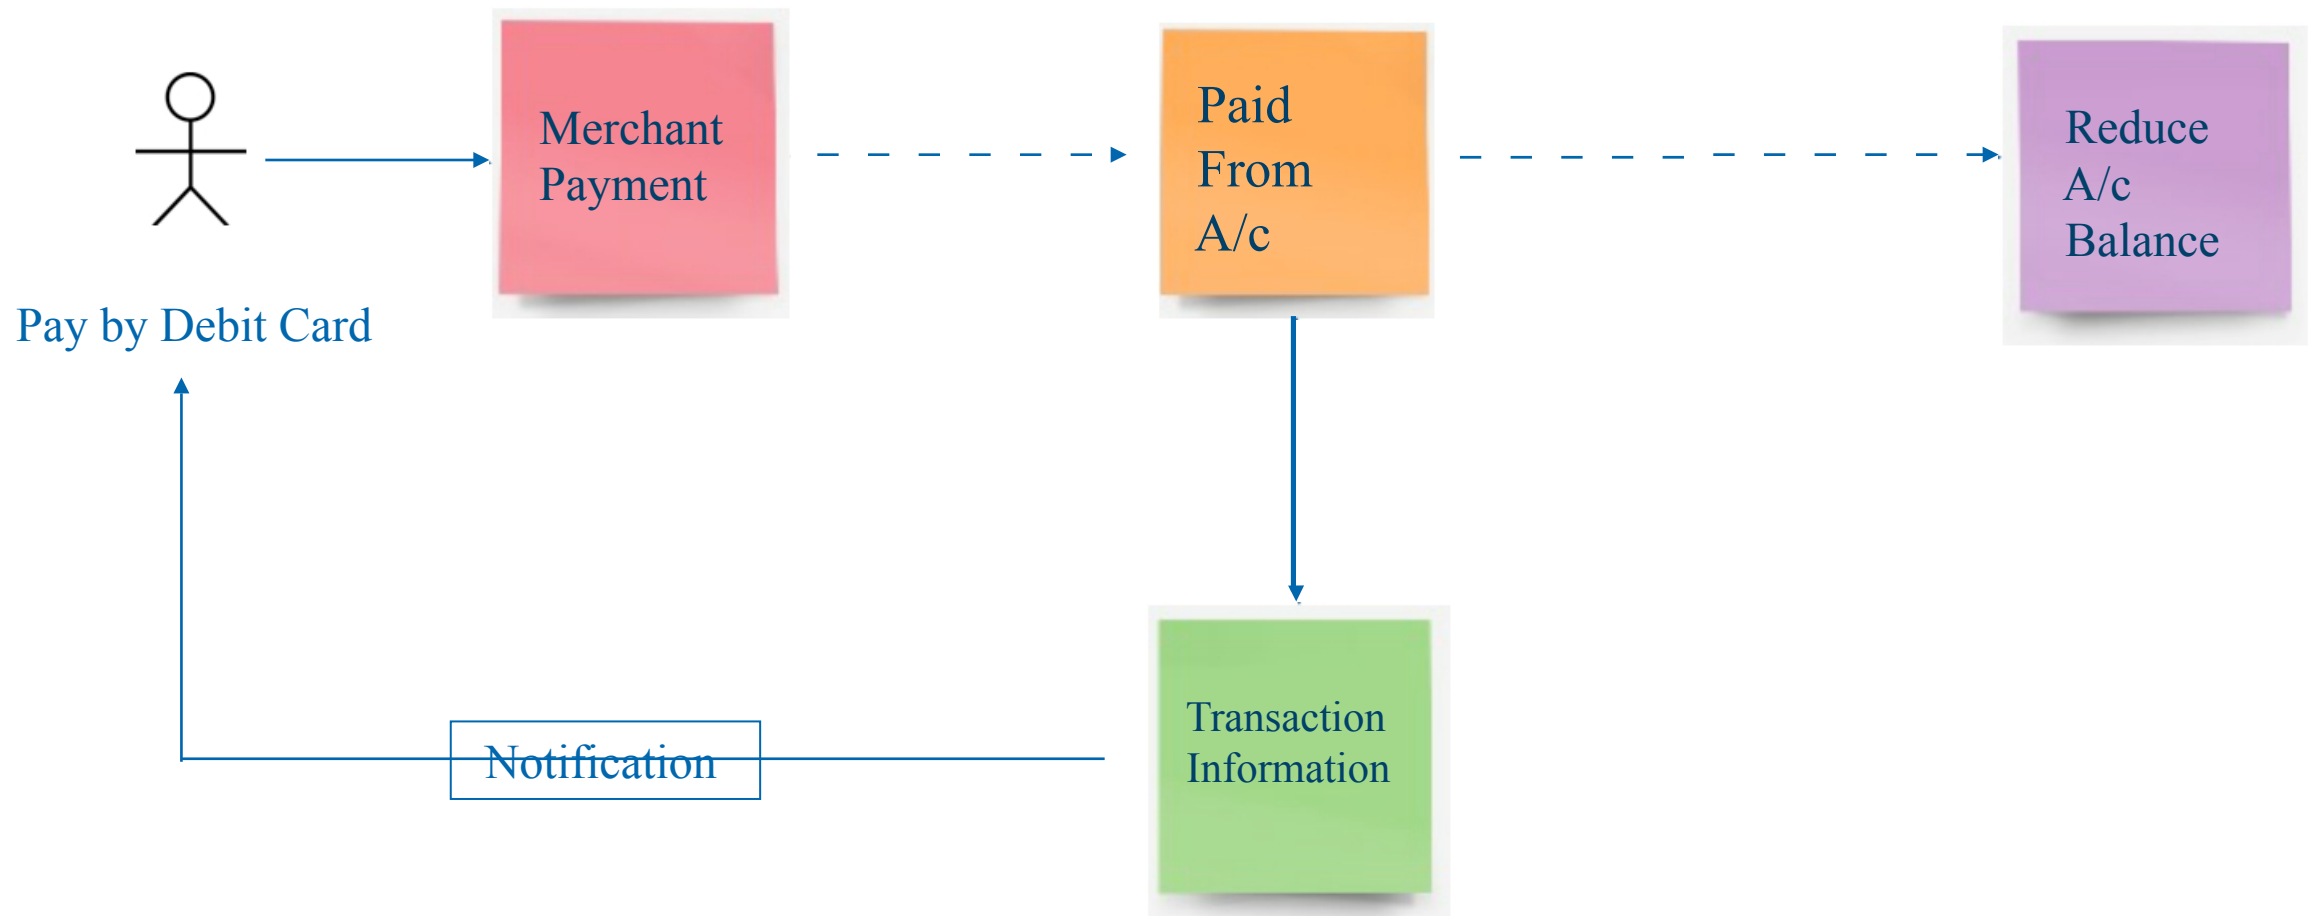 Merchant
Payment
Paid
From
A/c
Reduce
A/c
Balance
Pay by Debit Card
Transaction
Information
Notification